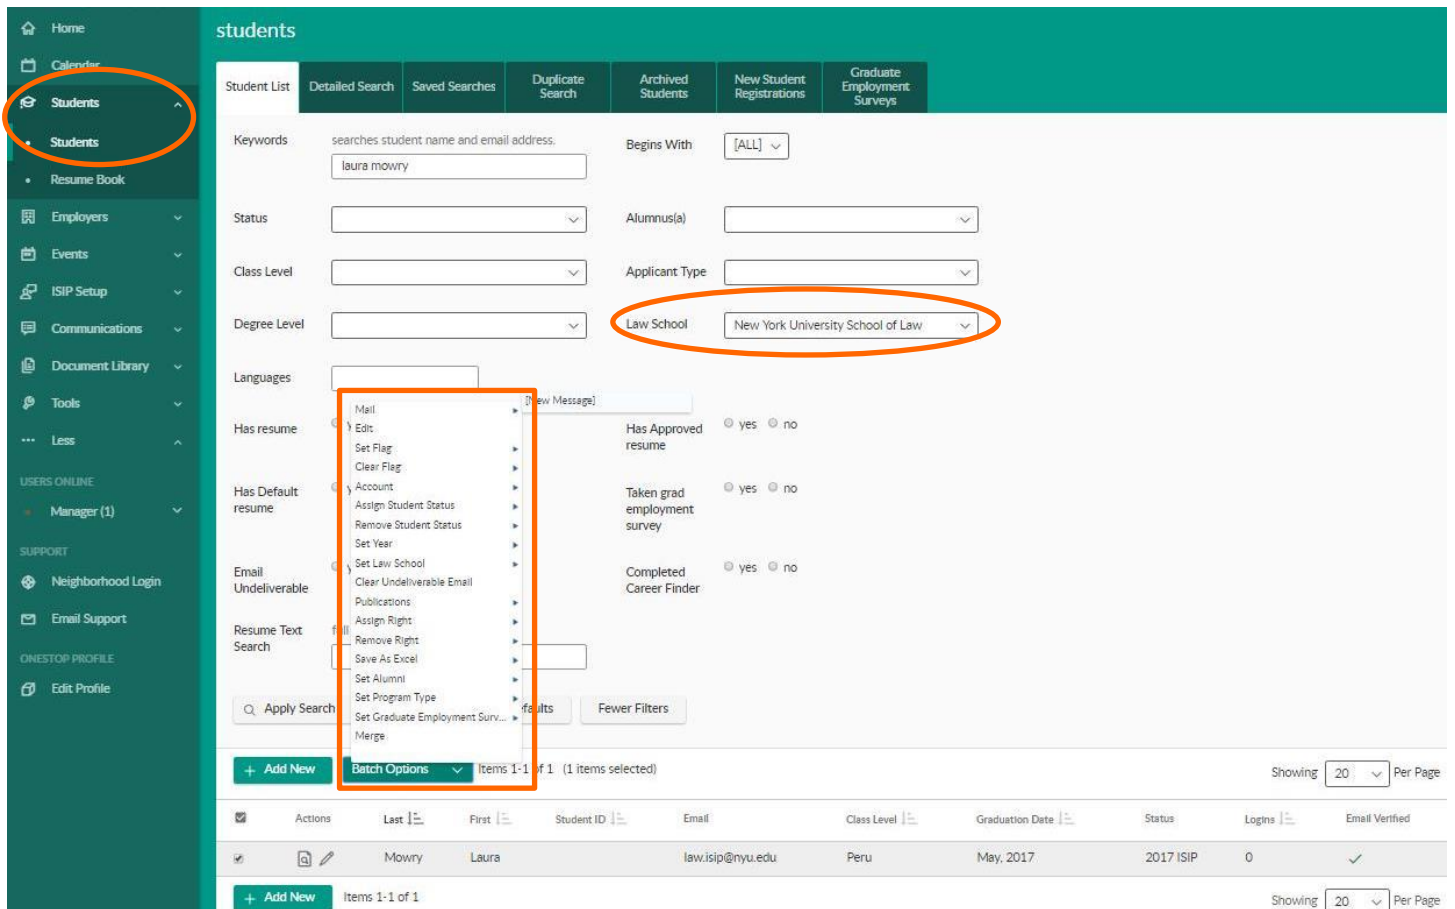 Home
Calendar
Students
Students
Resume Book
Employers
Events
ISIP Setup
Communications
Document Library
Tools
Less
USERS ONLINE
Manager (1)
SUPPORT
Neighborhood Login
Email Support
ONESTOP PROFILE
Edit Profile
students
Student List Detailed Search Saved Searches Duplicate Search Archived Students New Student Registrations Graduate Employment Surveys
Keywords searches student name and email address. Begins With [ALL]
laura mowry
Status Alumnus(a)
Class Level Applicant Type
Degree Level Law School New York University School of Law
Languages
Mail [New Message]
Edit
Set Flag
Clear Flag
Account
Assign Student Status
Remove Student Status
Set Year
Set Law School
Clear Undeliverable Email
Publications
Assign Right
Remove Right
Save As Excel
Set Alumni
Set Program Type
Set Graduate Employment Surv...
Merge
Has resume Has Approved resume yes no
Has Default resume Taken grad employment survey yes no
Email Undeliverable Completed Career Finder yes no
Resume Text Search
Apply Search Fewer Filters
+ Add New Batch Options Items 1-1 of 1 (1 items selected) Showing 20 Per Page
Actions Last First Student ID Email Class Level Graduation Date Status Logins Email Verified
Mowry Laura law.isip@nyu.edu Peru May, 2017 2017 ISIP 0
+ Add New Items 1-1 of 1 Showing 20 Per Page